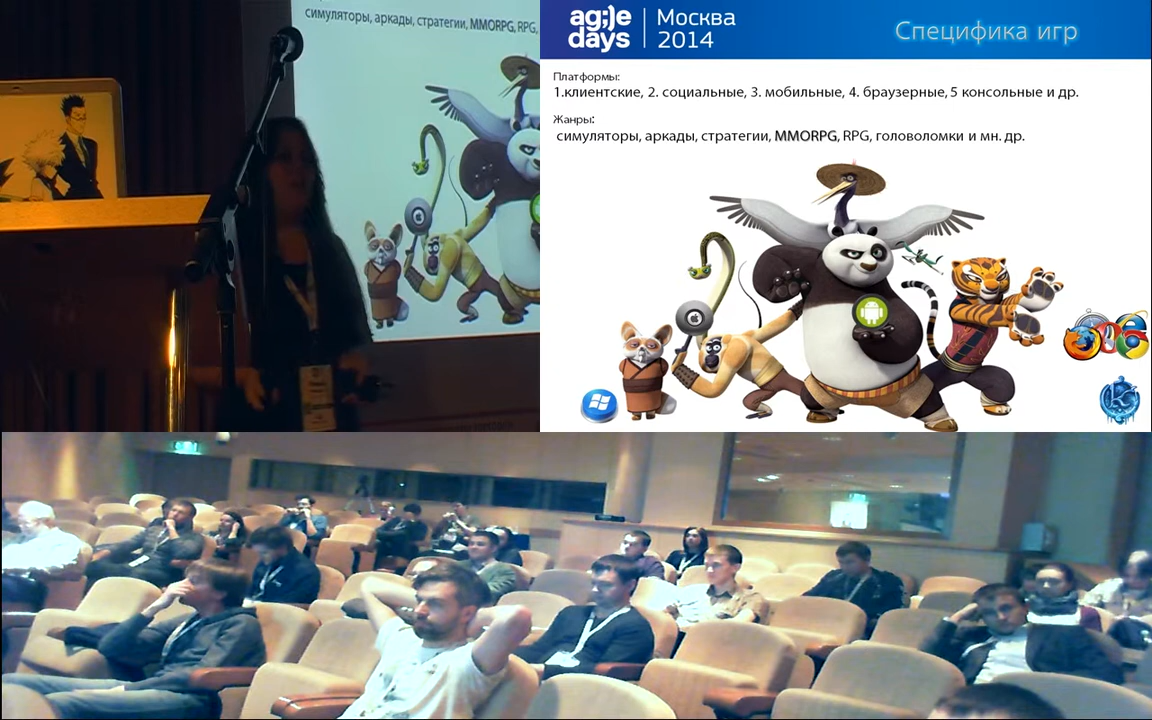 симуляторы, аркады, стратегии, MMORPG, RPG,
ag;le
days
Москва
2014
Специфика игр
Платформы:
1.клиентские, 2. социальные, 3. мобильные, 4. браузерные, 5 консольные и др.
Жанры:
симуляторы, аркады, стратегии, MMORPG, RPG, головоломки и мн. др.